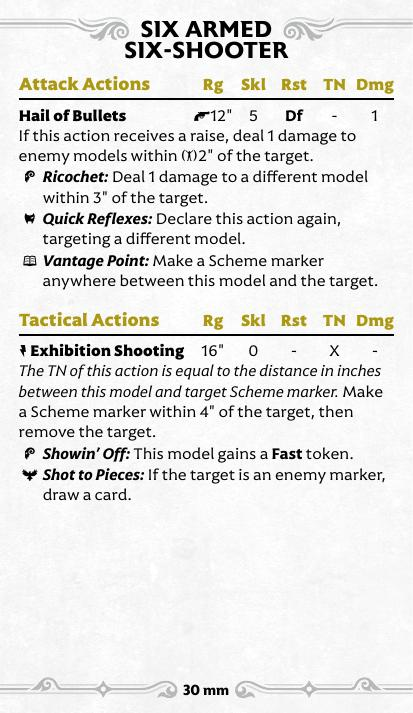 SIX ARMED
SIX-SHOOTER
Attack Actions Rg Skl Rst TN Dmg
Hail of Bullets 12" 5 Df - 1
If this action receives a raise, deal 1 damage to
enemy models within 2" of the target.
Ricochet: Deal 1 damage to a different model
within 3" of the target.
Quick Reflexes: Declare this action again,
targeting a different model.
Vantage Point: Make a Scheme marker
anywhere between this model and the target.
Tactical Actions Rg Skl Rst TN Dmg
Exhibition Shooting 16" 0 - X -
The TN of this action is equal to the distance in inches
between this model and target Scheme marker. Make
a Scheme marker within 4" of the target, then
remove the target.
Showin' Off: This model gains a Fast token.
Shot to Pieces: If the target is an enemy marker,
draw a card.
30 mm